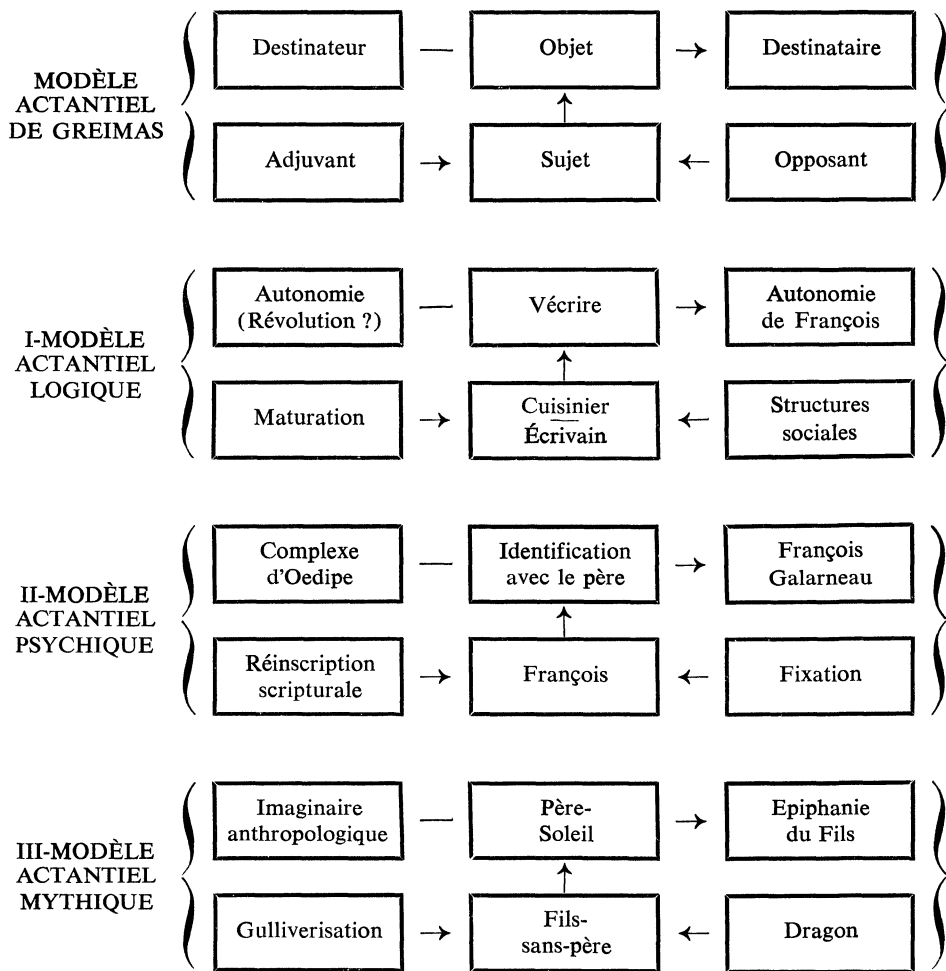 MODÈLE
ACTANTIEL
DE GREIMAS
Destinateur
Objet
Destinataire
Adjuvant
Sujet
Opposant
I-MODÈLE
ACTANTIEL
LOGIQUE
Autonomie
(Révolution ?)
Vécrire
Autonomie
de François
Maturation
Cuisinier
Écrivain
Structures
sociales
II-MODÈLE
ACTANTIEL
PSYCHIQUE
Complexe
d'Oedipe
Identification
avec le père
François
Galarneau
Réinscription
scripturale
François
Fixation
III-MODÈLE
ACTANTIEL
MYTHIQUE
Imaginaire
anthropologique
Père-
Soleil
Epiphanie
du Fils
Gulliverisation
Fils-
sans-père
Dragon